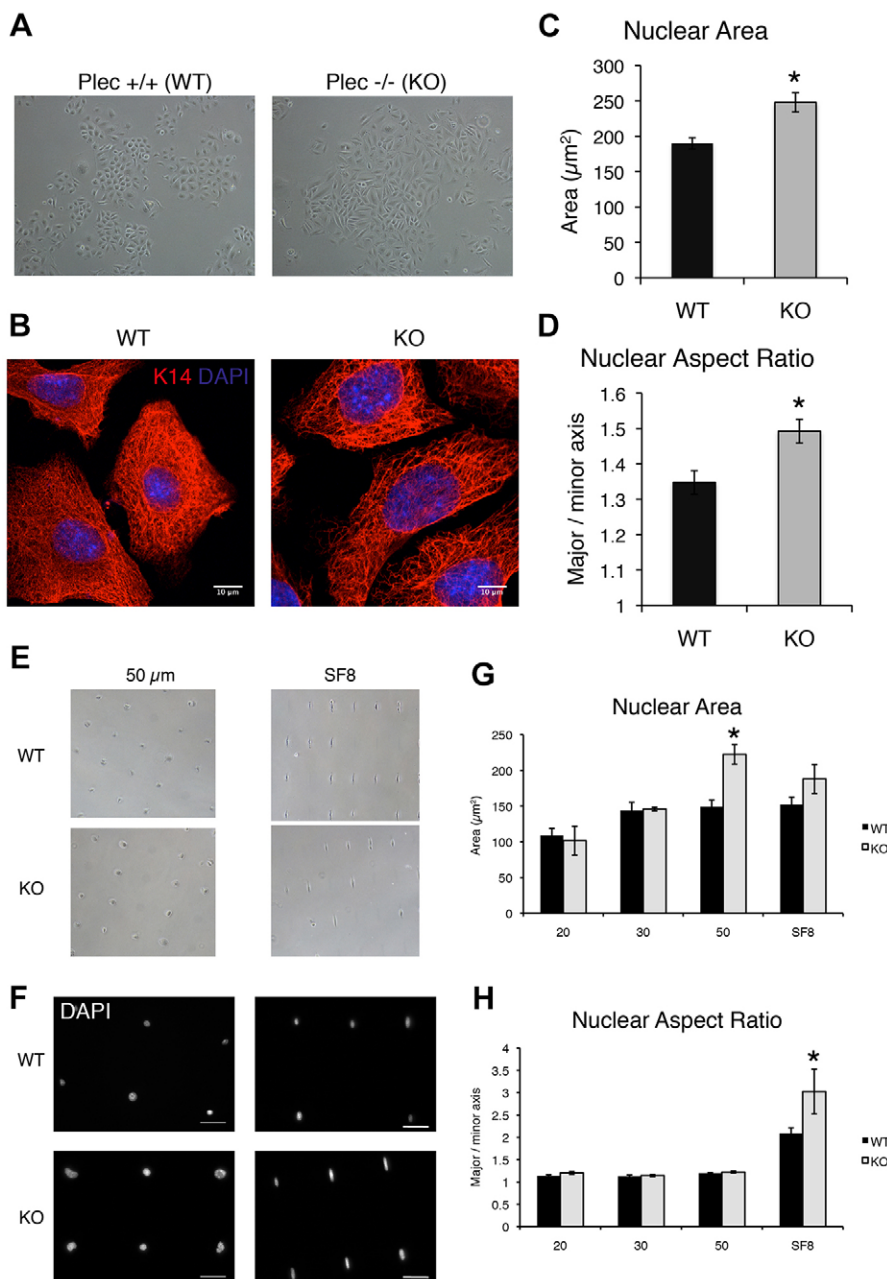 A
Plec +/+ (WT)
Plec -/- (KO)
B
WT
KO
K14 DAPI
10 µm
10 µm
C
Nuclear Area
Area (µm²)
300
250
200
150
100
50
0
*
WT
KO
D
Nuclear Aspect Ratio
Major / minor axis
1.6
1.5
1.4
1.3
1.2
1.1
1
*
WT
KO
E
50 µm
SF8
WT
KO
F
DAPI
WT
KO
G
Nuclear Area
Area (µm²)
250
200
150
100
50
0
*
20
30
50
SF8
WT
KO
H
Nuclear Aspect Ratio
Major / minor axis
4
3.5
3
2.5
2
1.5
1
0.5
0
*
20
30
50
SF8
WT
KO